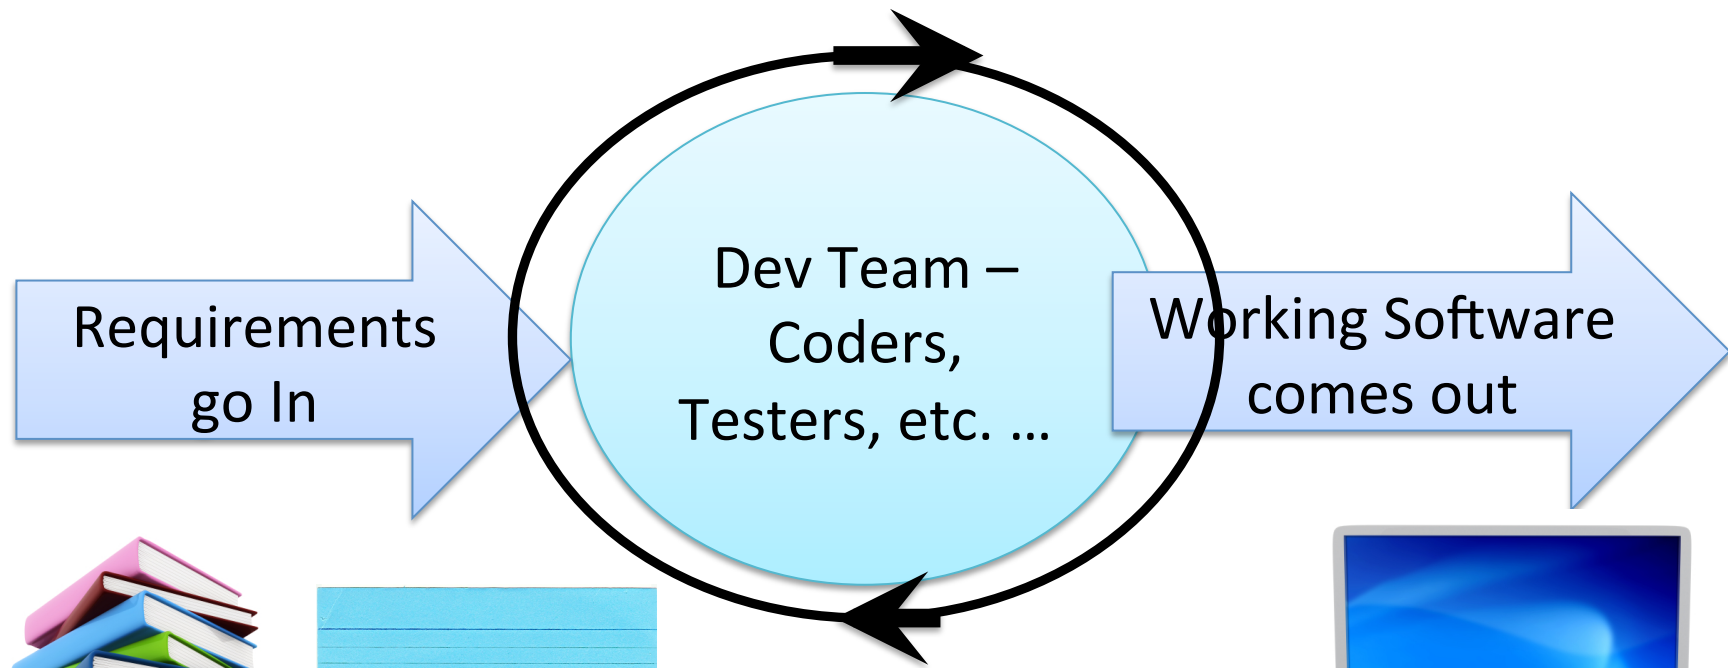 Requirements
go In
Dev Team –
Coders,
Testers, etc. …
Working Software
comes out